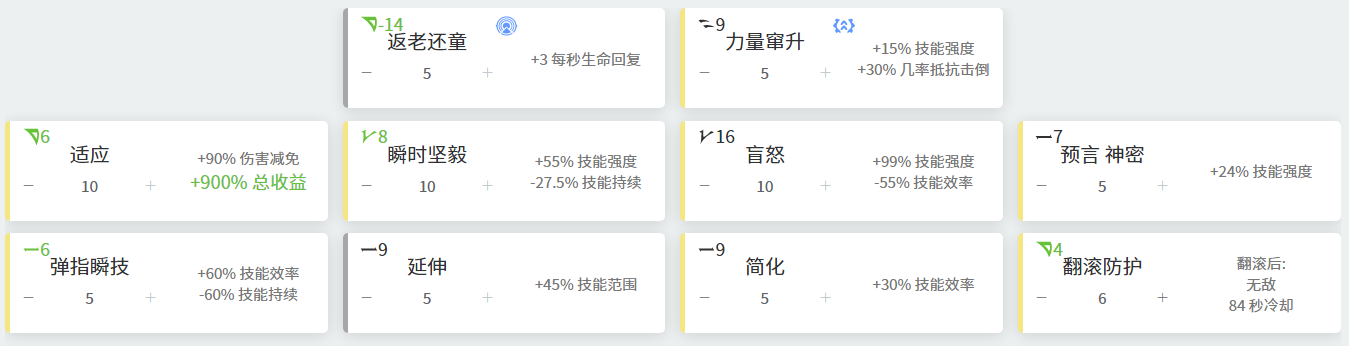 -14
返老还童
− 5 +
+3 每秒生命回复
9
力量窜升
− 5 +
+15% 技能强度
+30% 几率抵抗击倒
6
适应
− 10 +
+90% 伤害减免
+900% 总收益
8
瞬时坚毅
− 10 +
+55% 技能强度
-27.5% 技能持续
16
盲怒
− 10 +
+99% 技能强度
-55% 技能效率
7
预言 神密
− 5 +
+24% 技能强度
6
弹指瞬技
− 5 +
+60% 技能效率
-60% 技能持续
9
延伸
− 5 +
+45% 技能范围
9
简化
− 5 +
+30% 技能效率
4
翻滚防护
− 6 +
翻滚后:
无敌
84 秒冷却